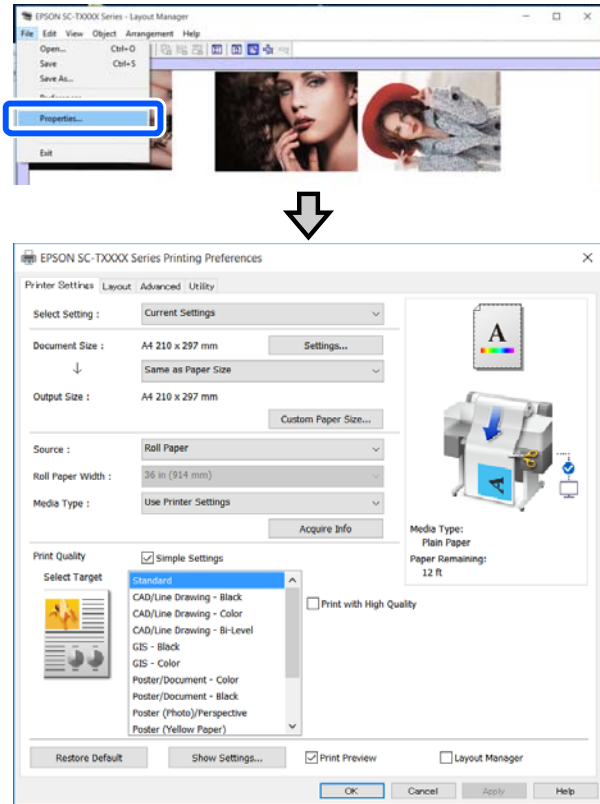 EPSON SC-TXXXX Series - Layout Manager
File Edit View Object Arrangement Help
Open... Ctrl+O
Save Ctrl+S
Save As...
Preferences...
Properties...
Exit
EPSON SC-TXXXX Series Printing Preferences
Printer Settings Layout Advanced Utility
Select Setting : Current Settings
Document Size : A4 210 x 297 mm Settings...
Same as Paper Size
Output Size : A4 210 x 297 mm
Custom Paper Size...
Source : Roll Paper
Roll Paper Width : 36 in (914 mm)
Media Type : Use Printer Settings
Acquire Info
A
A
Media Type:
Plain Paper
Paper Remaining:
12 ft
Print Quality Simple Settings
Select Target
Standard
CAD/Line Drawing - Black
CAD/Line Drawing - Color
CAD/Line Drawing - Bi-Level
GIS - Black
GIS - Color
Poster/Document - Color
Poster/Document - Black
Poster (Photo)/Perspective
Poster (Yellow Paper)
Print with High Quality
Restore Default Show Settings... Print Preview Layout Manager
OK Cancel Apply Help